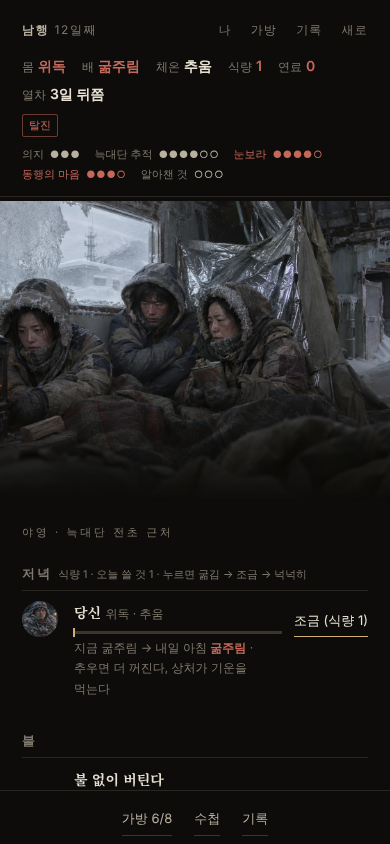 남행 12일째 나 가방 기록 새로
몸 위독 배 굶주림 체온 추움 식량 1 연료 0
열차 3일 뒤쯤
탈진
의지 ●●● 늑대단 추적 ●●●●○○ 눈보라 ●●●●○
동행의 마음 ●●●○ 알아챈 것 ○○○
야영 · 늑대단 전초 근처
저녁 식량 1 · 오늘 쓸 것 1 · 누르면 굶김 → 조금 → 넉넉히
당신 위독 · 추움
조금 (식량 1)
지금 굶주림 → 내일 아침 굶주림 ·
추우면 더 꺼진다, 상처가 기운을
먹는다
불
불 없이 버틴다
가방 6/8 수첩 기록